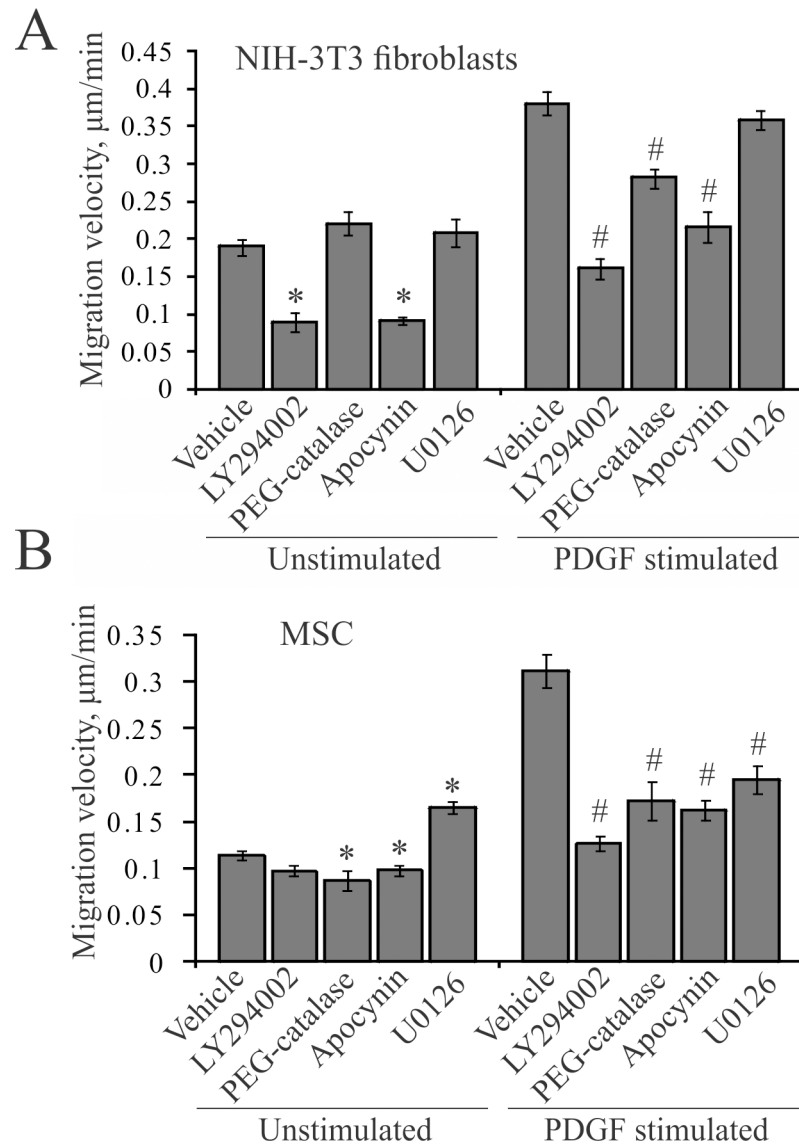 A
NIH-3T3 fibroblasts
Migration velocity, µm/min
0.45
0.4
0.35
0.3
0.25
0.2
0.15
0.1
0.05
0
*
*
#
#
#
Vehicle
LY294002
PEG-catalase
Apocynin
U0126
Vehicle
LY294002
PEG-catalase
Apocynin
U0126
Unstimulated
PDGF stimulated
B
MSC
Migration velocity, µm/min
0.35
0.3
0.25
0.2
0.15
0.1
0.05
0
*
*
*
#
#
#
#
Vehicle
LY294002
PEG-catalase
Apocynin
U0126
Vehicle
LY294002
PEG-catalase
Apocynin
U0126
Unstimulated
PDGF stimulated